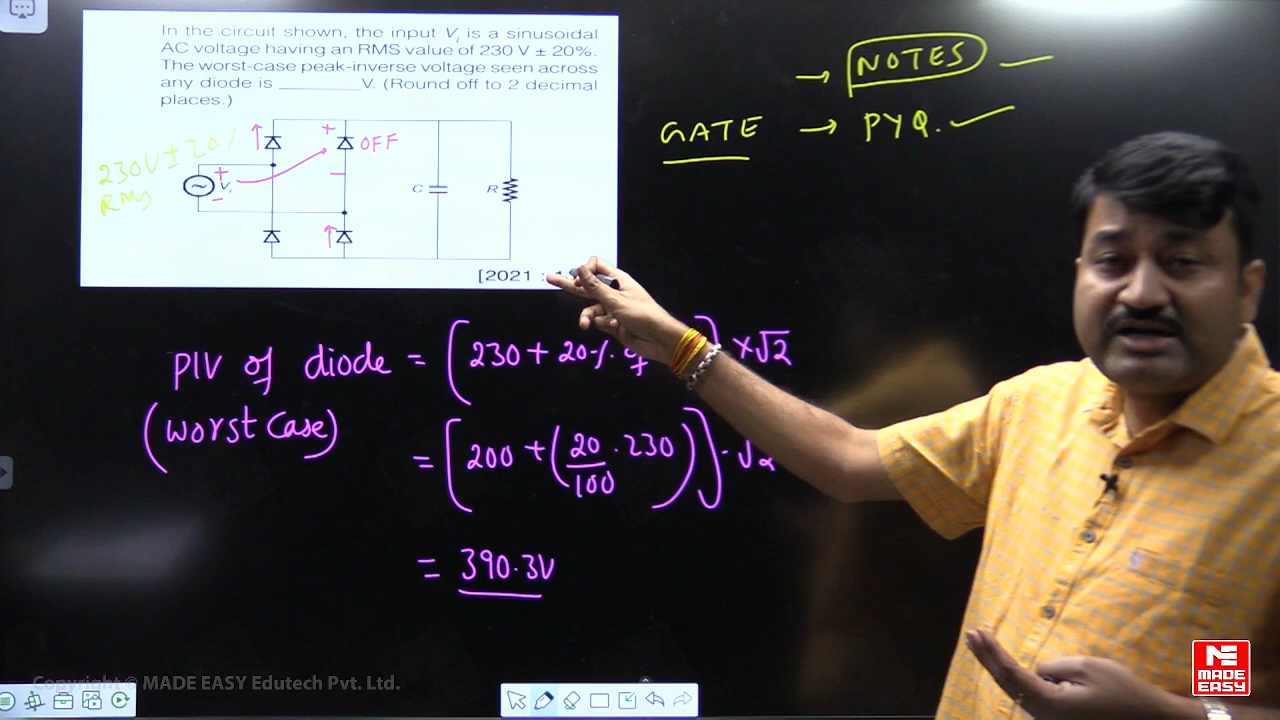 In the circuit shown, the input Vi is a sinusoidal
AC voltage having an RMS value of 230 V ± 20%.
The worst-case peak-inverse voltage seen across
any diode is ________V. (Round off to 2 decimal
places.)
230V ± 20%
RMS
+
Vi
-
+
OFF
-
C
R
[2021 :
→ NOTES —
GATE → PYQ. ✓
PIV of diode = (230 + 20% of ) × √2
(worst case)
= [200 + (20/100 · 230)] · √2
= 390.3V
Copyright © MADE EASY Edutech Pvt. Ltd.
ME
MADE
EASY